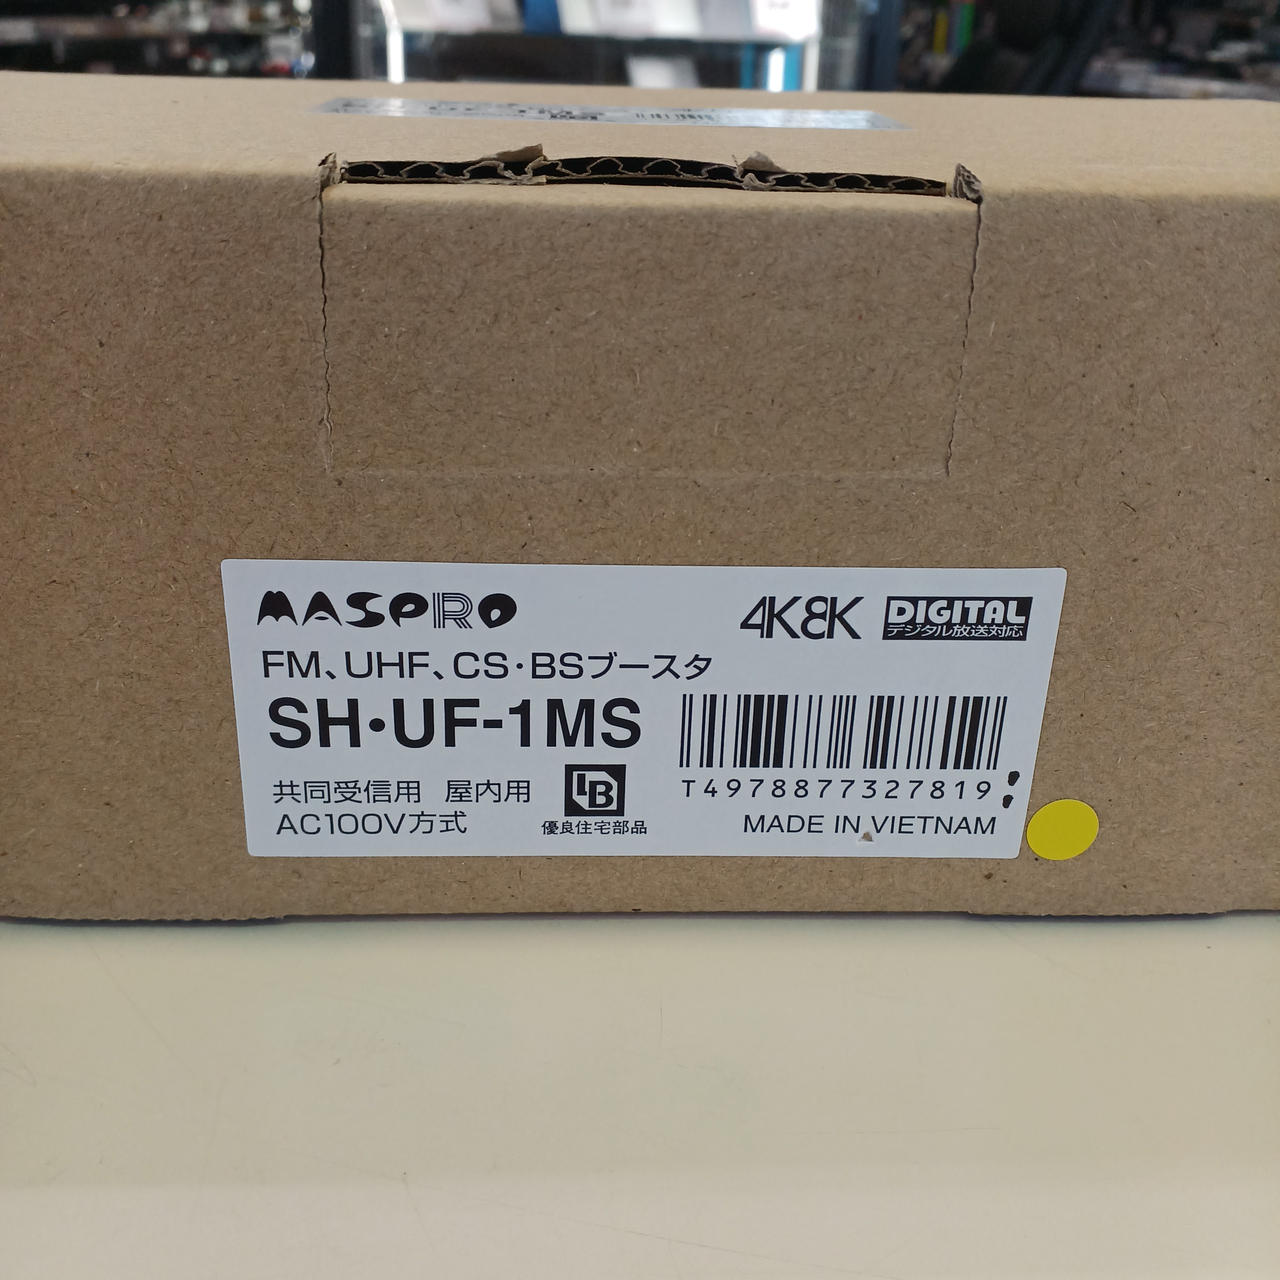 MASPRO
4K8K
DIGITAL
デジタル放送対応
FM、UHF、CS・BSブースタ
SH・UF-1MS
共同受信用 屋内用
AC100V方式
LB
優良住宅部品
T4978877327819
MADE IN VIETNAM